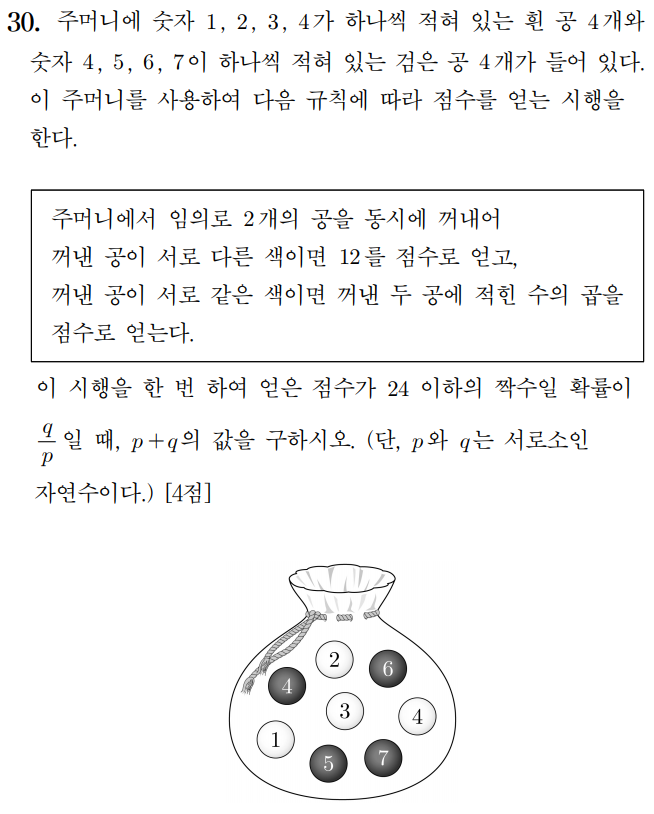 30. 주머니에 숫자 1, 2, 3, 4가 하나씩 적혀 있는 흰 공 4개와
숫자 4, 5, 6, 7이 하나씩 적혀 있는 검은 공 4개가 들어 있다.
이 주머니를 사용하여 다음 규칙에 따라 점수를 얻는 시행을
한다.
주머니에서 임의로 2개의 공을 동시에 꺼내어
꺼낸 공이 서로 다른 색이면 12를 점수로 얻고,
꺼낸 공이 서로 같은 색이면 꺼낸 두 공에 적힌 수의 곱을
점수로 얻는다.
이 시행을 한 번 하여 얻은 점수가 24 이하의 짝수일 확률이
q/p 일 때, p+q의 값을 구하시오. (단, p와 q는 서로소인
자연수이다.) [4점]
2
6
4
3
4
1
5
7